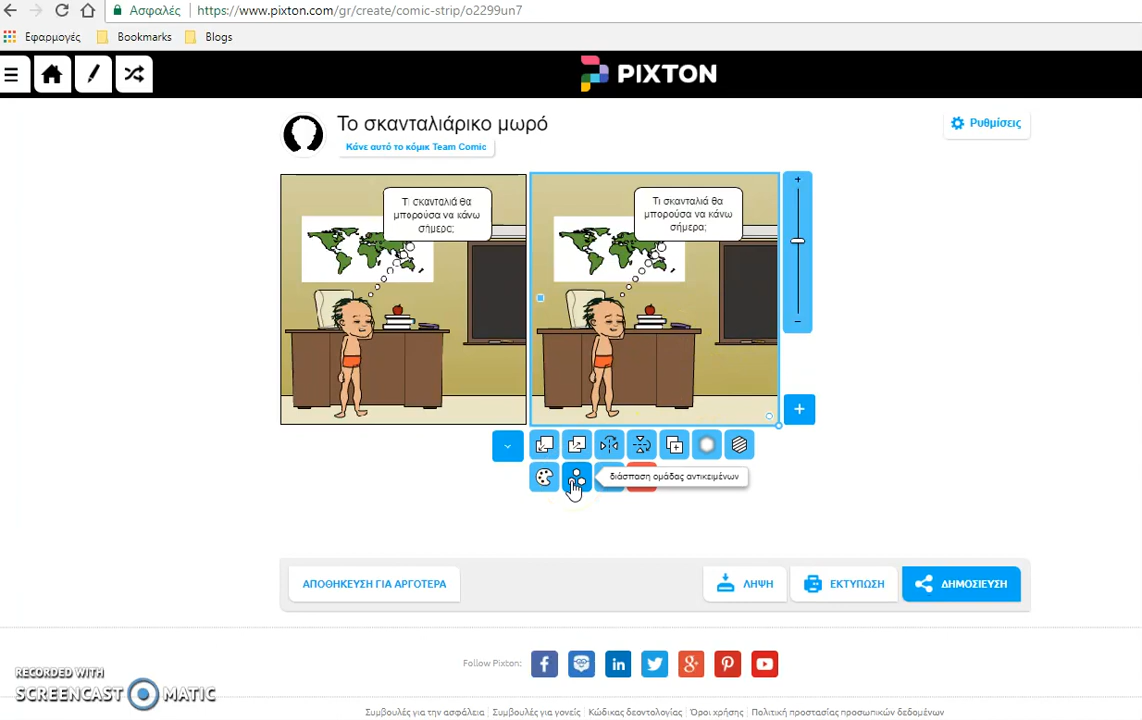 Ασφαλές https://www.pixton.com/gr/create/comic-strip/o2299un7
Εφαρμογές Bookmarks Blogs
PIXTON
Το σκανταλιάρικο μωρό
Κάνε αυτό το κόμικ Team Comic
Ρυθμίσεις
Τι σκανταλιά θα
μπορούσα να κάνω
σήμερα;
Τι σκανταλιά θα
μπορούσα να κάνω
σήμερα;
διάσπαση ομάδας αντικειμένων
ΑΠΟΘΗΚΕΥΣΗ ΓΙΑ ΑΡΓΟΤΕΡΑ
ΛΗΨΗ
ΕΚΤΥΠΩΣΗ
ΔΗΜΟΣΙΕΥΣΗ
Follow Pixton:
RECORDED WITH
SCREENCAST MATIC
Συμβουλές για την ασφάλεια | Συμβουλές για γονείς | Κώδικας δεοντολογίας | Όροι χρήσης | Πολιτική προστασίας προσωπικών δεδομένων